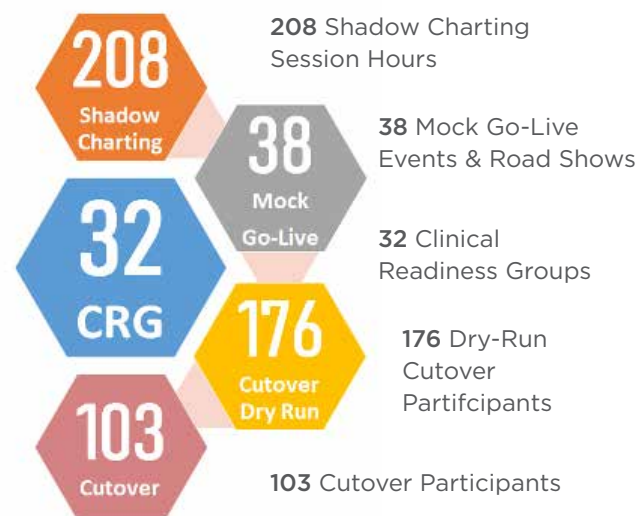 208
Shadow
Charting
208 Shadow Charting
Session Hours
38
Mock
Go-Live
38 Mock Go-Live
Events & Road Shows
32
CRG
32 Clinical
Readiness Groups
176
Cutover
Dry Run
176 Dry-Run
Cutover
Partifcipants
103
Cutover
103 Cutover Participants